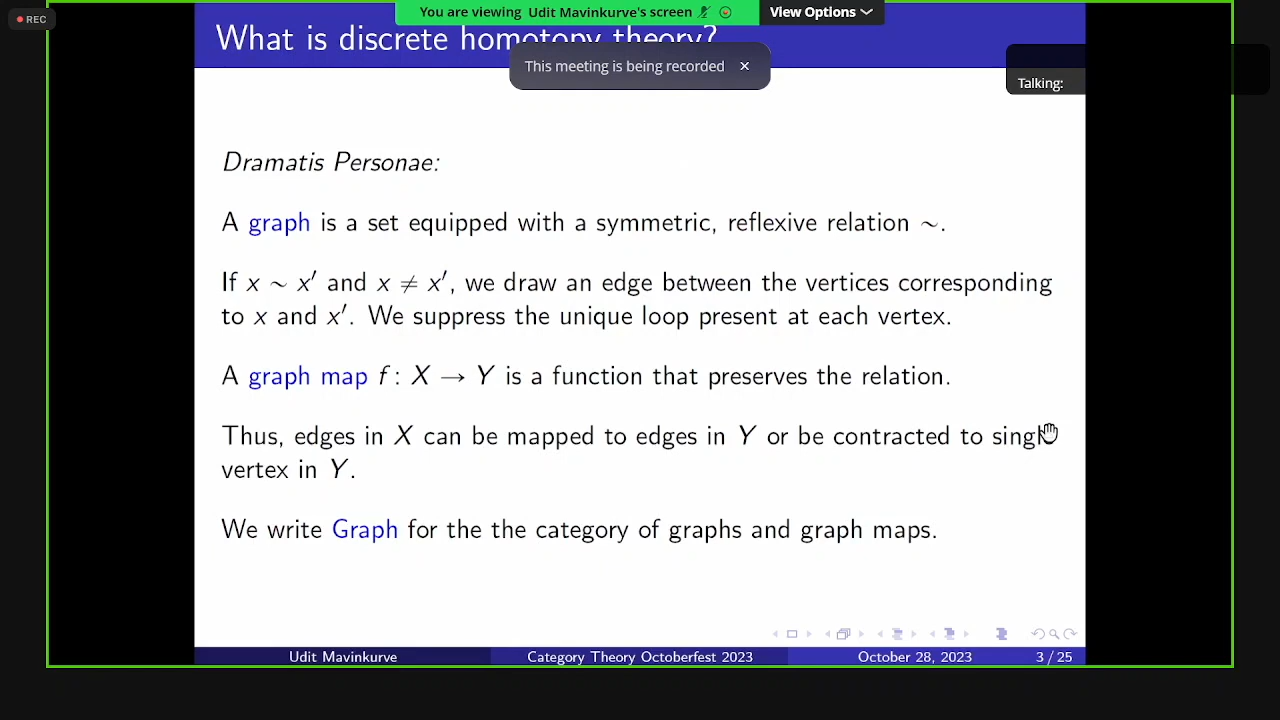 REC
You are viewing Udit Mavinkurve's screen
View Options
What is discrete homotopy theory?
This meeting is being recorded
Talking:
Dramatis Personae:
A graph is a set equipped with a symmetric, reflexive relation ∼.
If x ∼ x′ and x ≠ x′, we draw an edge between the vertices corresponding
to x and x′. We suppress the unique loop present at each vertex.
A graph map f : X → Y is a function that preserves the relation.
Thus, edges in X can be mapped to edges in Y or be contracted to single
vertex in Y.
We write Graph for the the category of graphs and graph maps.
Udit Mavinkurve
Category Theory Octoberfest 2023
October 28, 2023
3 / 25